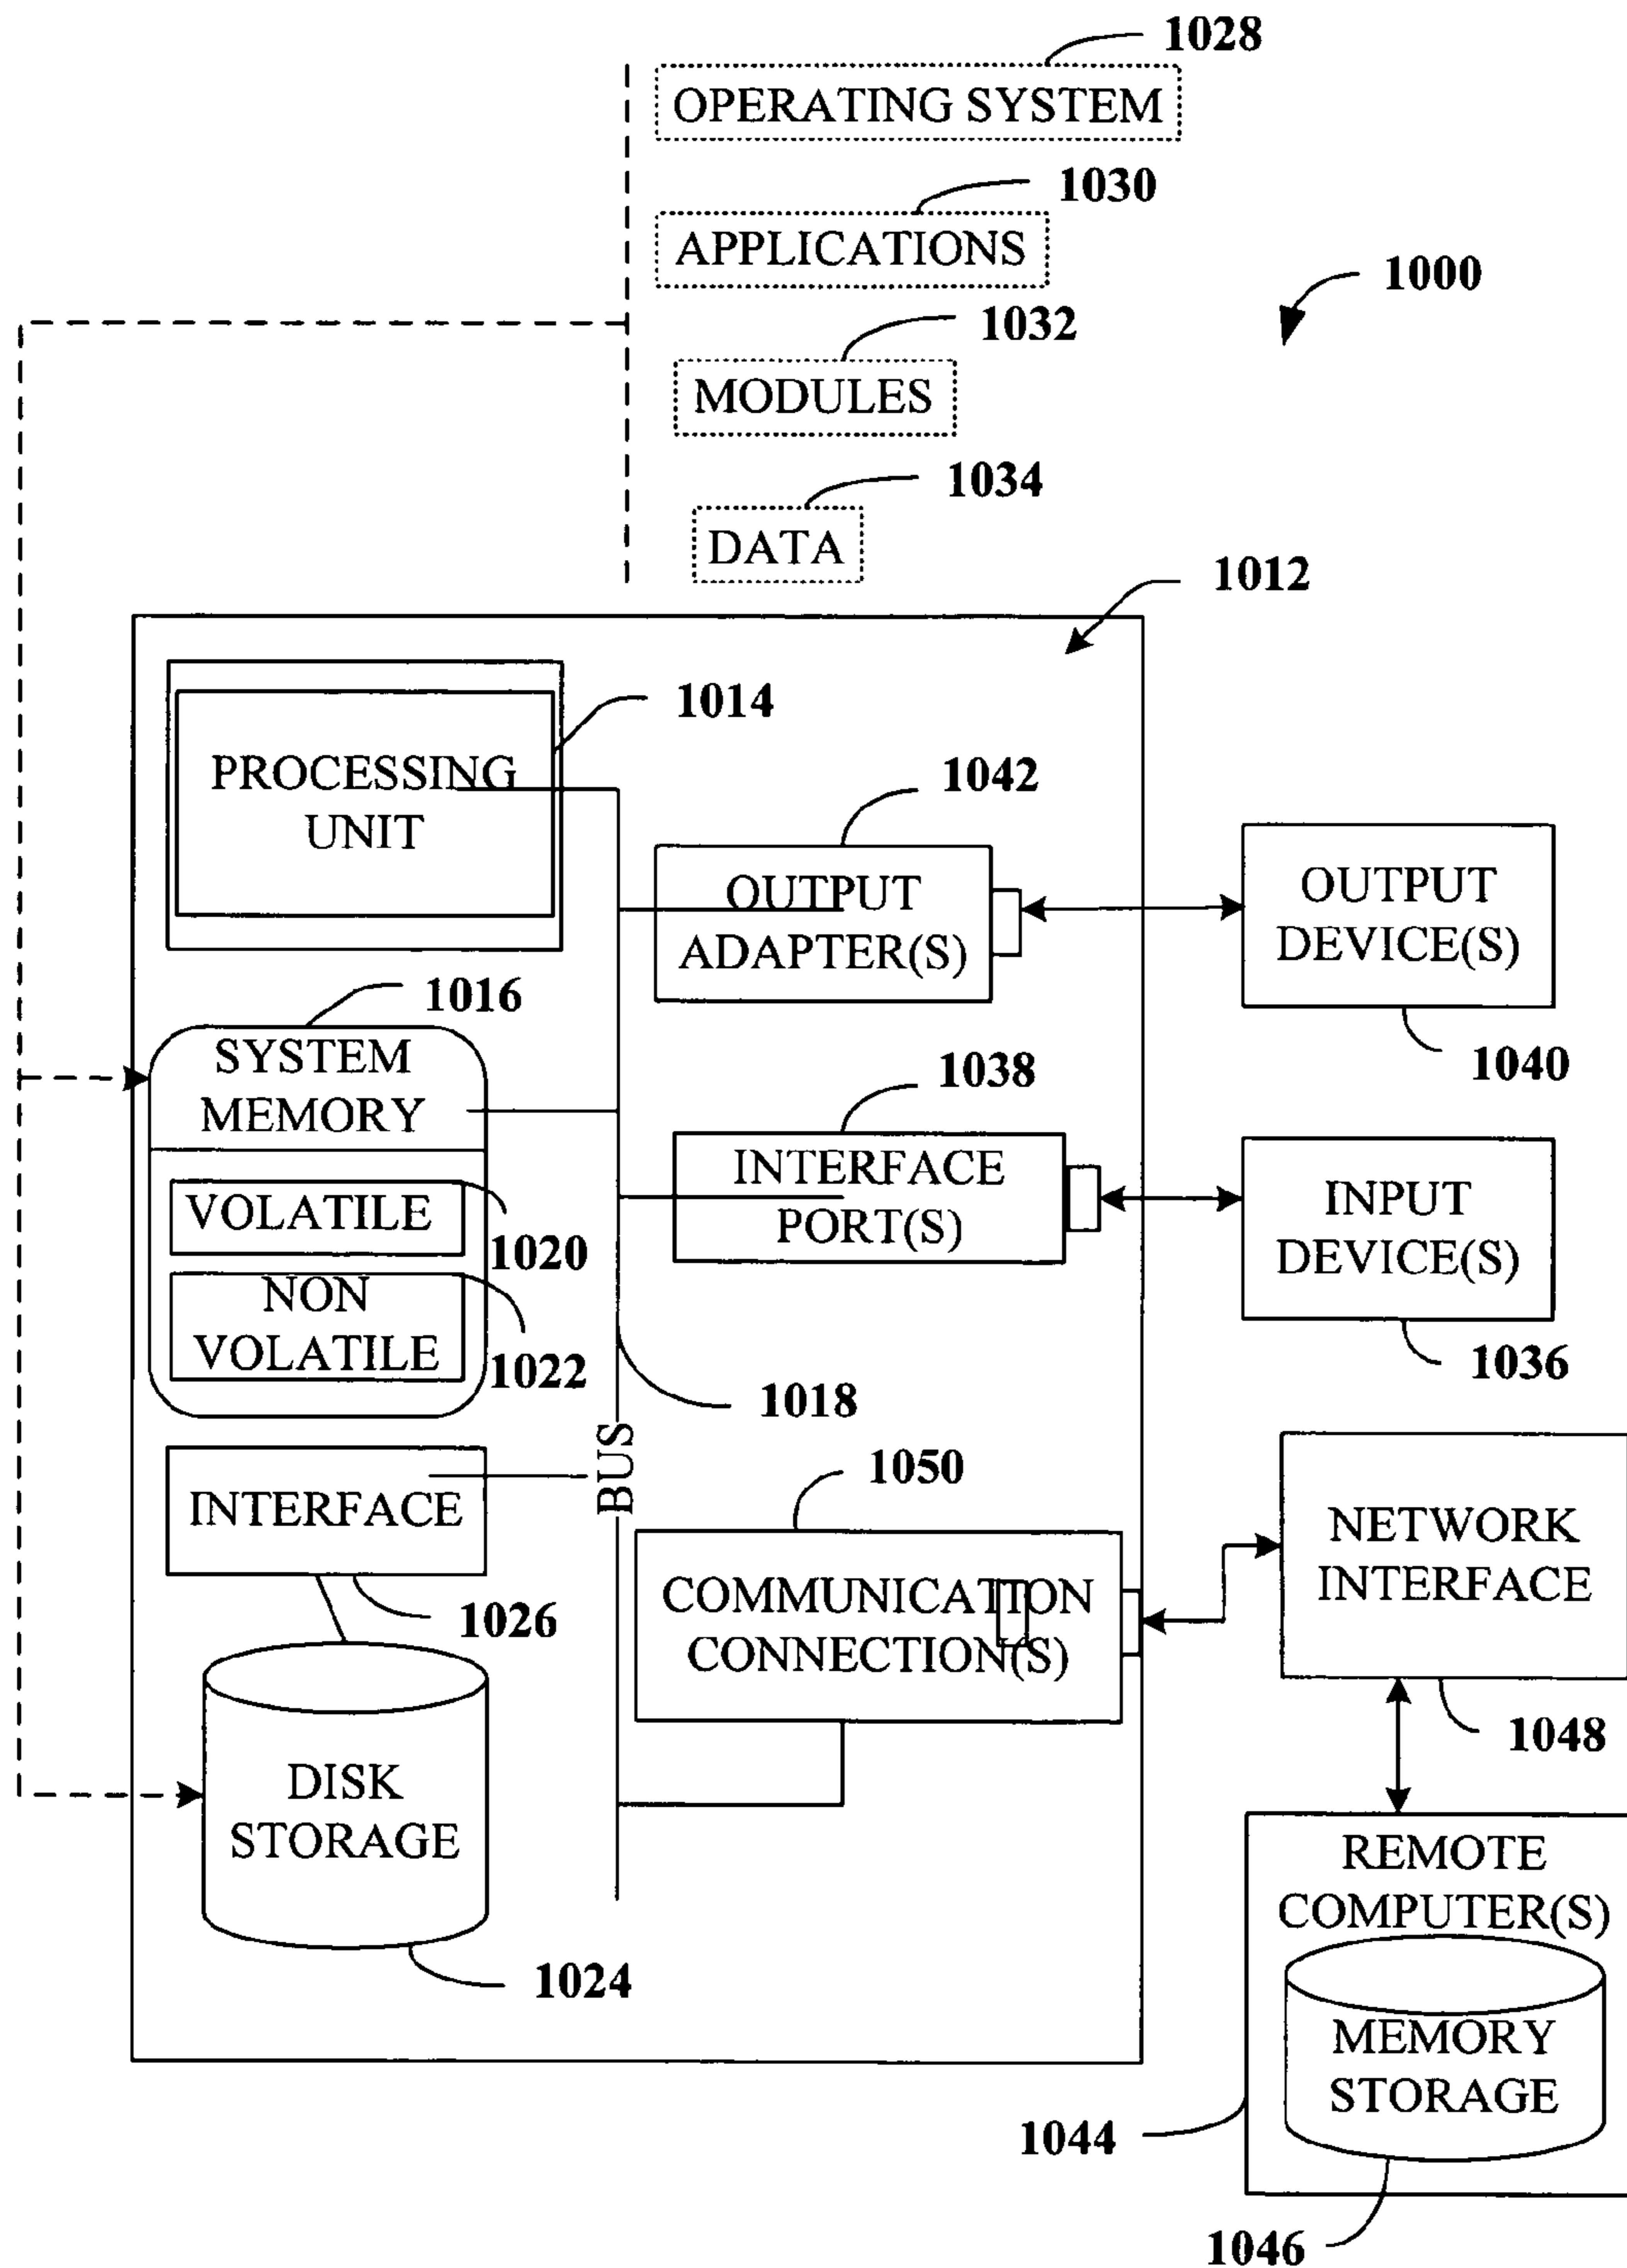 1028
OPERATING SYSTEM
1030
APPLICATIONS
1000
1032
MODULES
1034
DATA
1012
1014
PROCESSING
UNIT
1042
OUTPUT
ADAPTER(S)
OUTPUT
DEVICE(S)
1040
1016
SYSTEM
MEMORY
1038
INTERFACE
PORT(S)
INPUT
DEVICE(S)
1036
VOLATILE
1020
NON
VOLATILE
1022
1018
BUS
INTERFACE
1026
1050
COMMUNICATION
CONNECTION(S)
NETWORK
INTERFACE
1048
DISK
STORAGE
1024
REMOTE
COMPUTER(S)
MEMORY
STORAGE
1044
1046